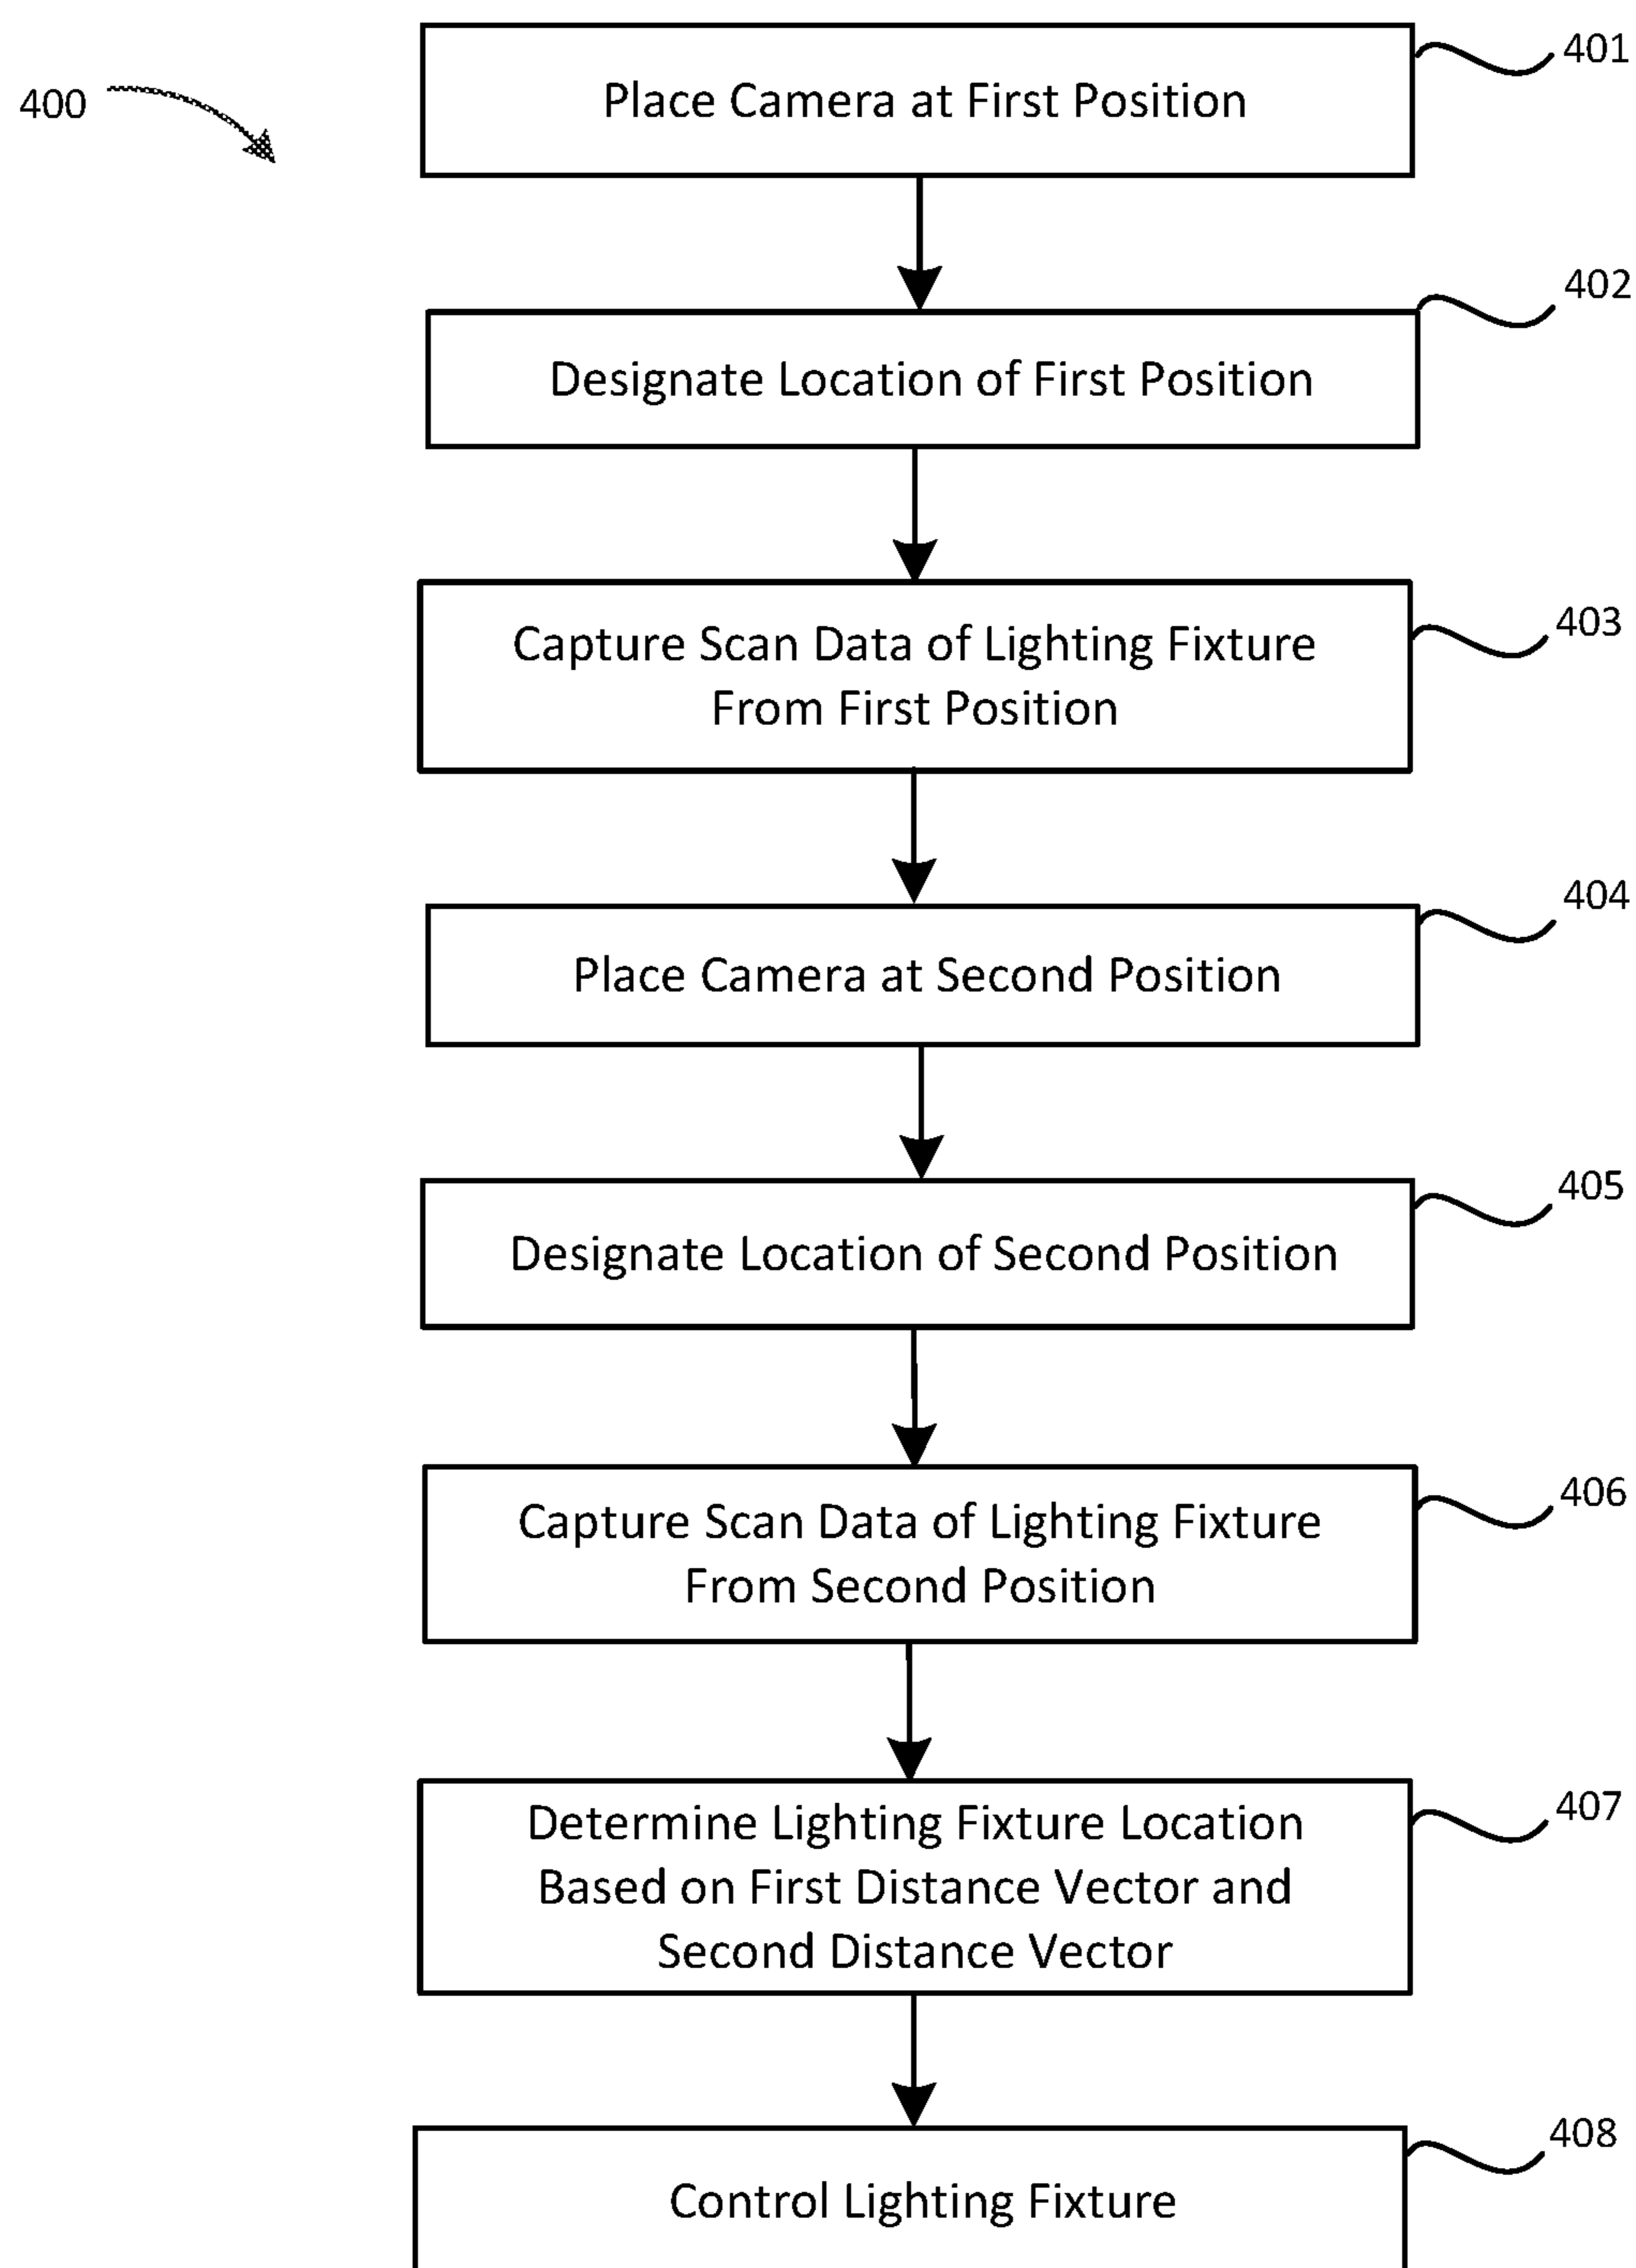 400
401
Place Camera at First Position
402
Designate Location of First Position
403
Capture Scan Data of Lighting Fixture
From First Position
404
Place Camera at Second Position
405
Designate Location of Second Position
406
Capture Scan Data of Lighting Fixture
From Second Position
407
Determine Lighting Fixture Location
Based on First Distance Vector and
Second Distance Vector
408
Control Lighting Fixture